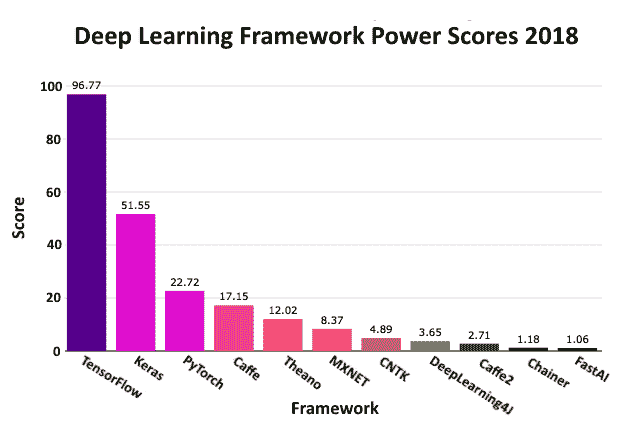 Deep Learning Framework Power Scores 2018
Score
100
80
60
40
20
0
96.77
51.55
22.72
17.15
12.02
8.37
4.89
3.65
2.71
1.18
1.06
TensorFlow
Keras
PyTorch
Caffe
Theano
MXNET
CNTK
DeepLearning4J
Caffe2
Chainer
FastAI
Framework